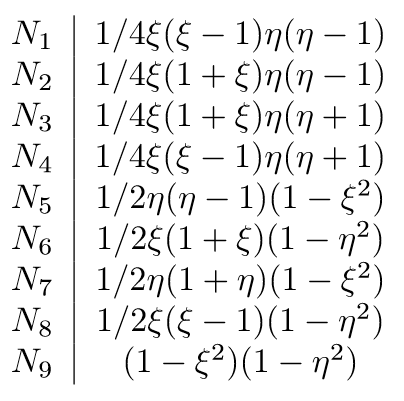 N₁ | 1/4ξ(ξ − 1)η(η − 1)
N₂ | 1/4ξ(1 + ξ)η(η − 1)
N₃ | 1/4ξ(1 + ξ)η(η + 1)
N₄ | 1/4ξ(ξ − 1)η(η + 1)
N₅ | 1/2η(η − 1)(1 − ξ²)
N₆ | 1/2ξ(1 + ξ)(1 − η²)
N₇ | 1/2η(1 + η)(1 − ξ²)
N₈ | 1/2ξ(ξ − 1)(1 − η²)
N₉ | (1 − ξ²)(1 − η²)